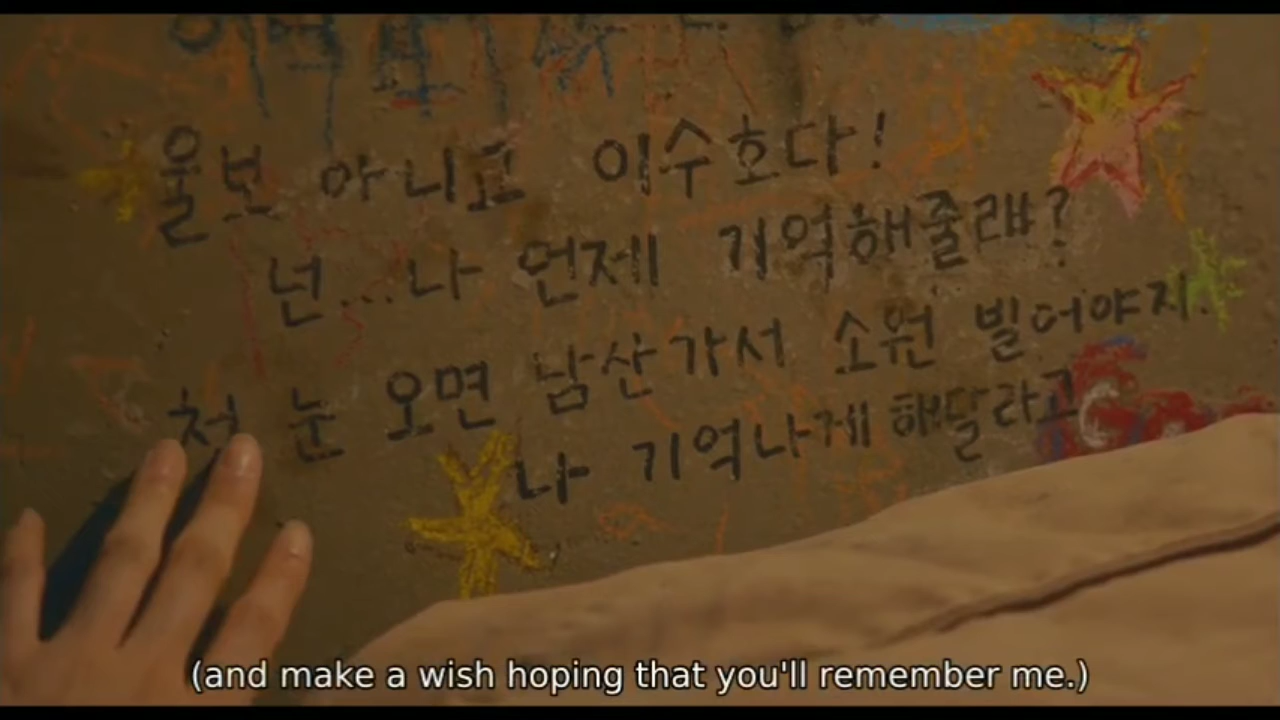 울보 아니고 이수호다!
넌...나 언제 기억해줄래?
첫 눈 오면 남산가서 소원 빌어야지.
나 기억나게 해달라고
(and make a wish hoping that you'll remember me.)